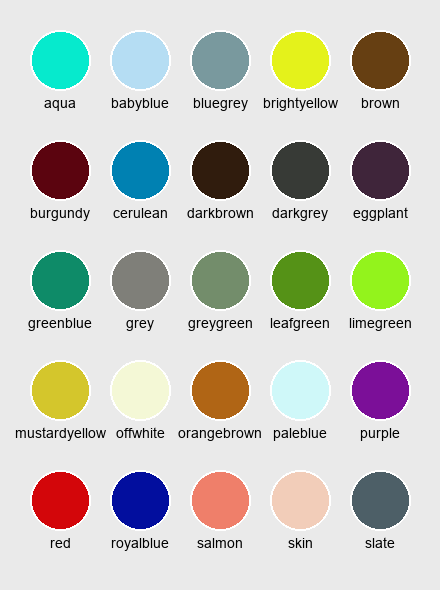 aqua babyblue bluegrey brightyellow brown
burgundy cerulean darkbrown darkgrey eggplant
greenblue grey greygreen leafgreen limegreen
mustardyellow offwhite orangebrown paleblue purple
red royalblue salmon skin slate